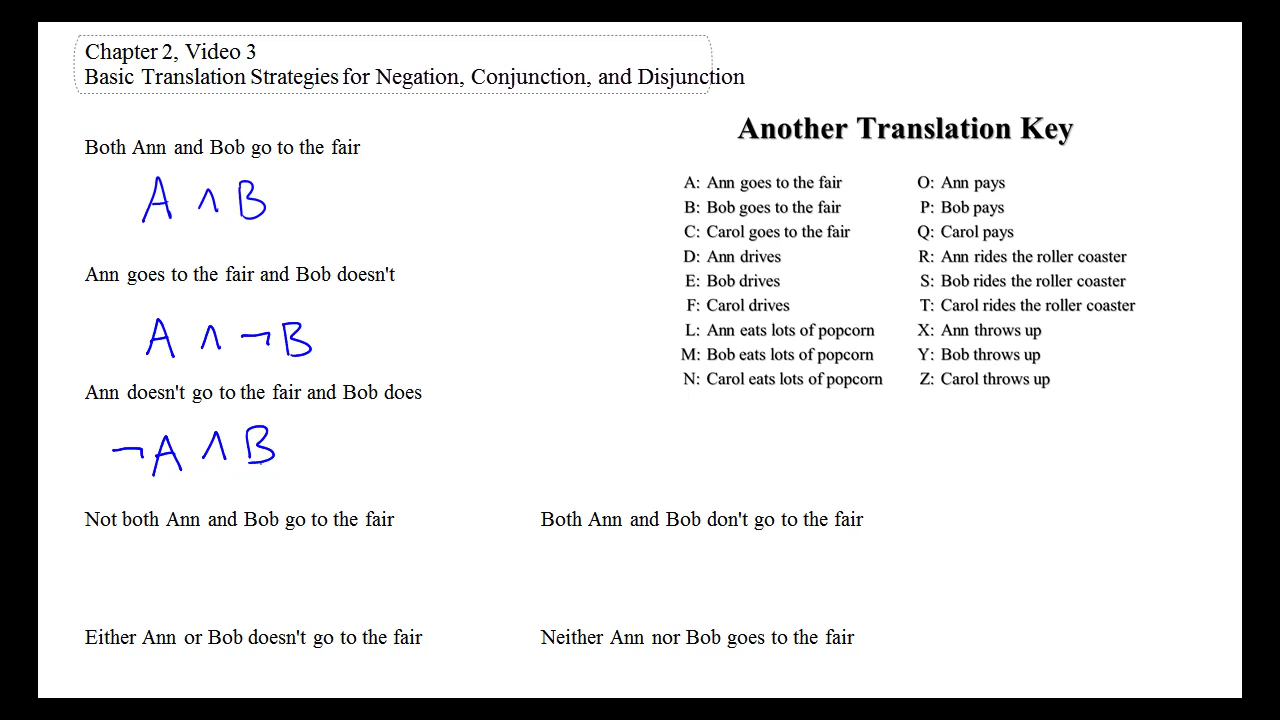 Chapter 2, Video 3
Basic Translation Strategies for Negation, Conjunction, and Disjunction
Both Ann and Bob go to the fair
A ∧ B
Ann goes to the fair and Bob doesn't
A ∧ ¬B
Ann doesn't go to the fair and Bob does
¬A ∧ B
Another Translation Key
A: Ann goes to the fair
B: Bob goes to the fair
C: Carol goes to the fair
D: Ann drives
E: Bob drives
F: Carol drives
L: Ann eats lots of popcorn
M: Bob eats lots of popcorn
N: Carol eats lots of popcorn
O: Ann pays
P: Bob pays
Q: Carol pays
R: Ann rides the roller coaster
S: Bob rides the roller coaster
T: Carol rides the roller coaster
X: Ann throws up
Y: Bob throws up
Z: Carol throws up
Not both Ann and Bob go to the fair
Both Ann and Bob don't go to the fair
Either Ann or Bob doesn't go to the fair
Neither Ann nor Bob goes to the fair